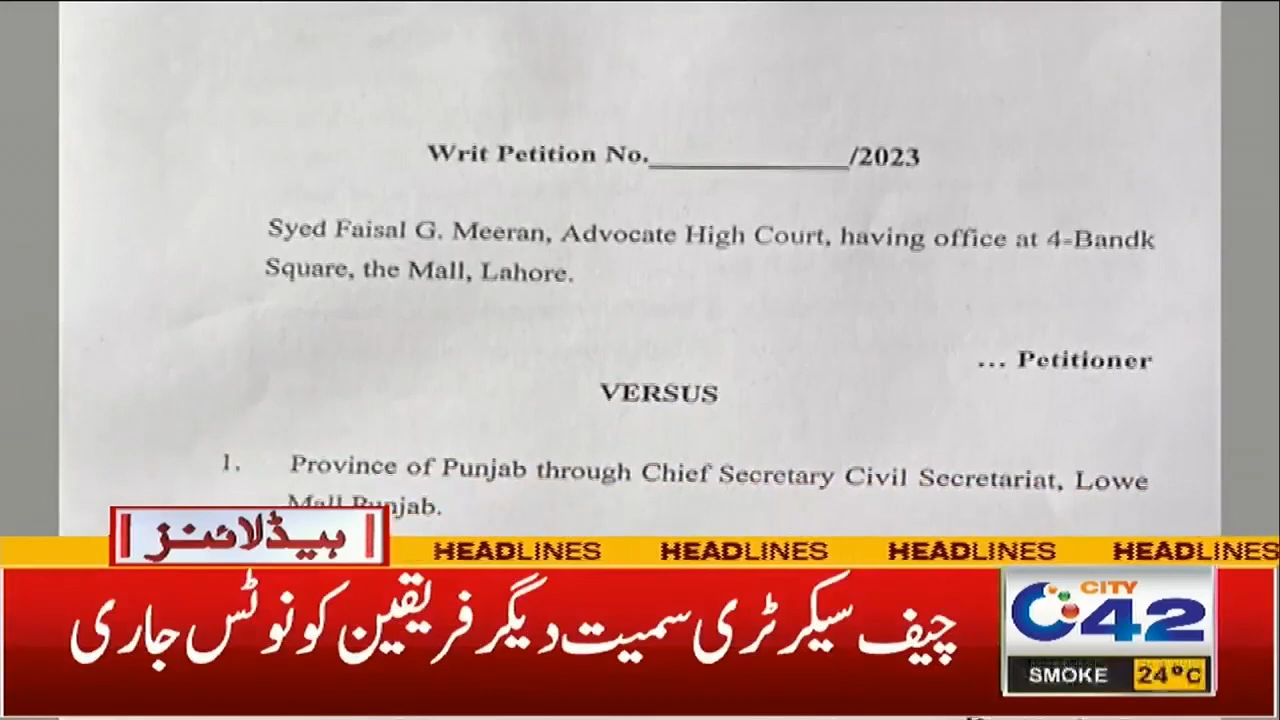 Writ Petition No.____________/2023
Syed Faisal G. Meeran, Advocate High Court, having office at 4-Bandk
Square, the Mall, Lahore.
... Petitioner
VERSUS
1. Province of Punjab through Chief Secretary Civil Secretariat, Lowe
Mall Punjab.
ہیڈلائنز
HEADLINES HEADLINES HEADLINES HEADLINES
چیف سیکرٹری سمیت دیگر فریقین کو نوٹس جاری
CITY
42
SMOKE 24°C